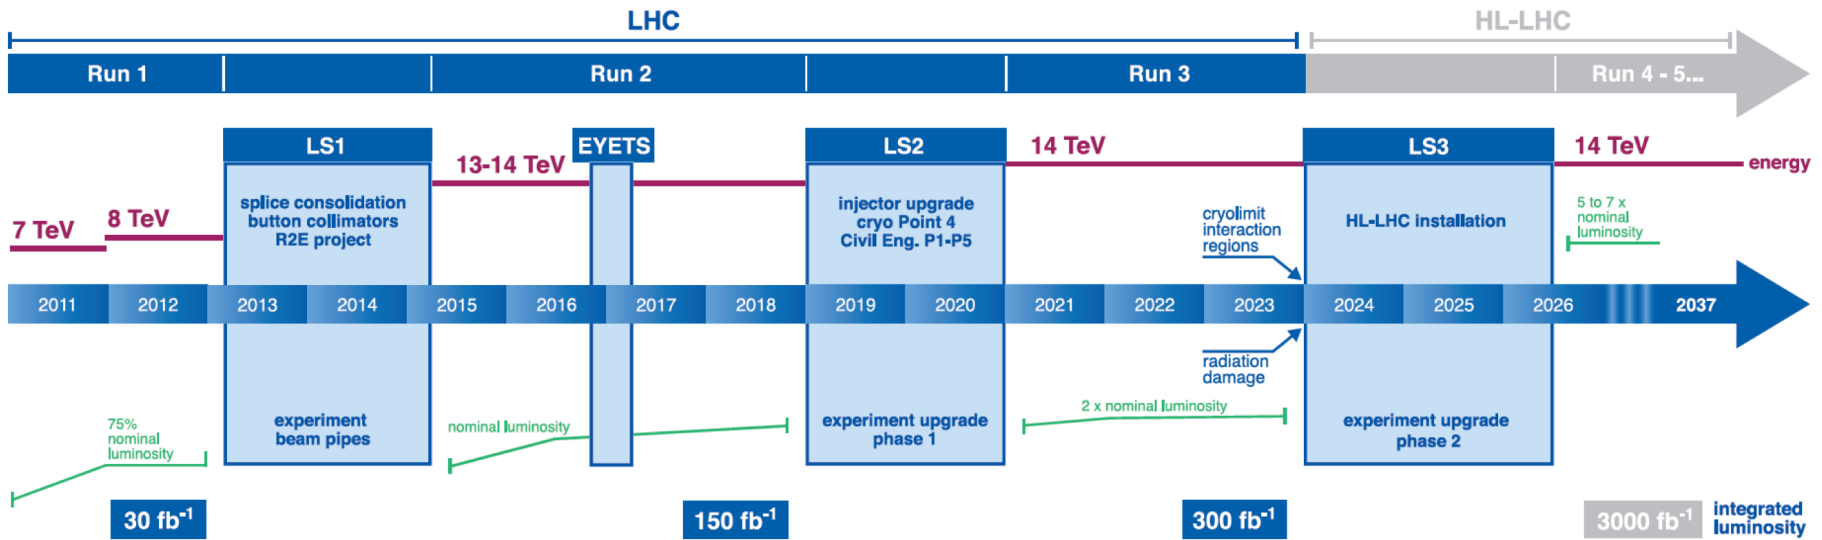 LHC
HL-LHC
Run 1
Run 2
Run 3
Run 4 - 5...
LS1
EYETS
LS2
LS3
13-14 TeV
14 TeV
14 TeV
energy
7 TeV
8 TeV
splice consolidation
button collimators
R2E project
injector upgrade
cryo Point 4
Civil Eng. P1-P5
cryolimit
interaction
regions
HL-LHC installation
5 to 7 x
nominal
luminosity
2011
2012
2013
2014
2015
2016
2017
2018
2019
2020
2021
2022
2023
2024
2025
2026
2037
radiation
damage
75%
nominal
luminosity
experiment
beam pipes
nominal luminosity
experiment upgrade
phase 1
2 x nominal luminosity
experiment upgrade
phase 2
30 fb⁻¹
150 fb⁻¹
300 fb⁻¹
3000 fb⁻¹
integrated
luminosity